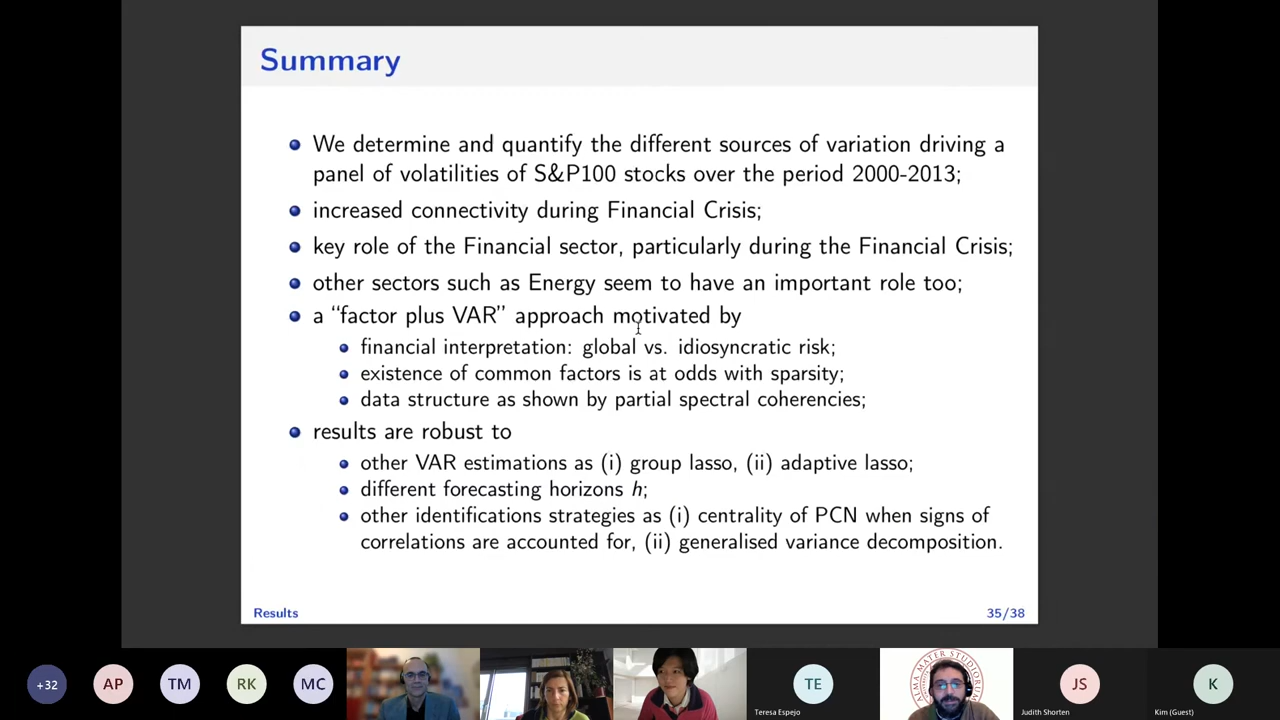 Summary
We determine and quantify the different sources of variation driving a
panel of volatilities of S&P100 stocks over the period 2000-2013;
increased connectivity during Financial Crisis;
key role of the Financial sector, particularly during the Financial Crisis;
other sectors such as Energy seem to have an important role too;
a “factor plus VAR” approach motivated by
financial interpretation: global vs. idiosyncratic risk;
existence of common factors is at odds with sparsity;
data structure as shown by partial spectral coherencies;
results are robust to
other VAR estimations as (i) group lasso, (ii) adaptive lasso;
different forecasting horizons h;
other identifications strategies as (i) centrality of PCN when signs of
correlations are accounted for, (ii) generalised variance decomposition.
Results 35/38
+32 AP TM RK MC TE JS K
Teresa Espejo Judith Shorten Kim (Guest)